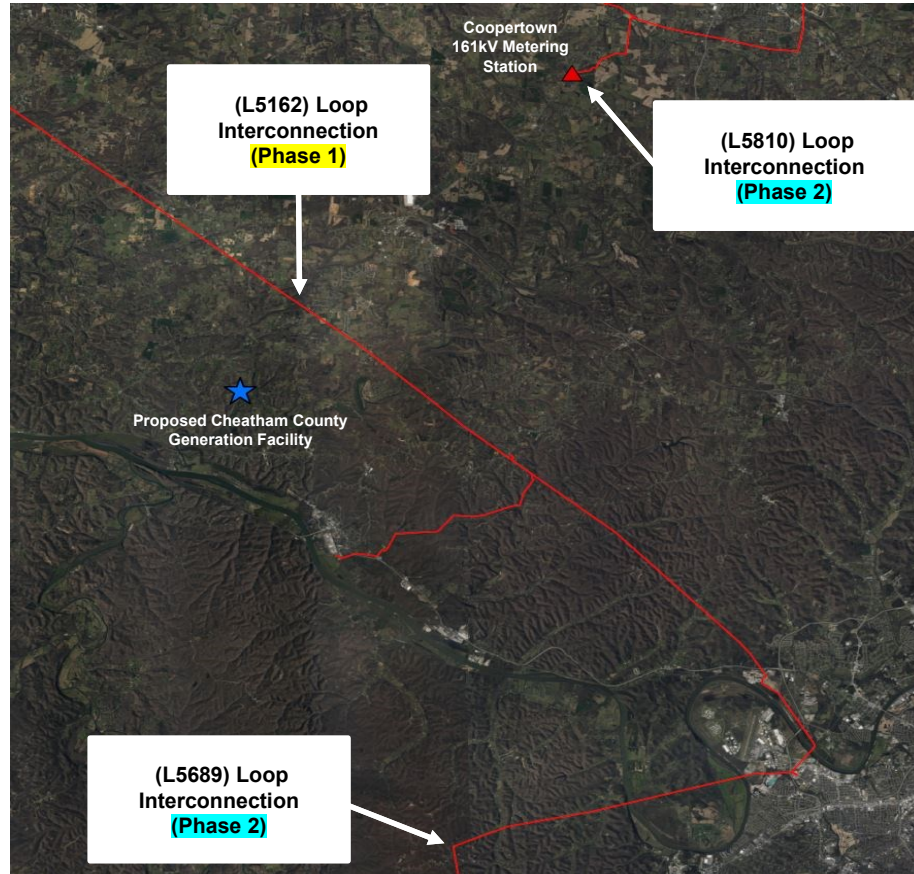 Coopertown
161kV Metering
Station
(L5162) Loop
Interconnection
(Phase 1)
(L5810) Loop
Interconnection
(Phase 2)
Proposed Cheatham County
Generation Facility
(L5689) Loop
Interconnection
(Phase 2)